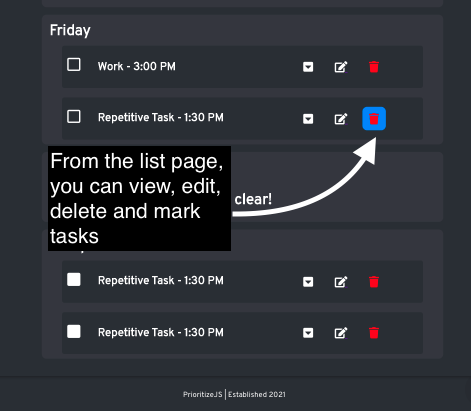 Friday
Work - 3:00 PM
Repetitive Task - 1:30 PM
From the list page,
you can view, edit,
delete and mark
tasks
clear!
Repetitive Task - 1:30 PM
Repetitive Task - 1:30 PM
PrioritizeJS | Established 2021